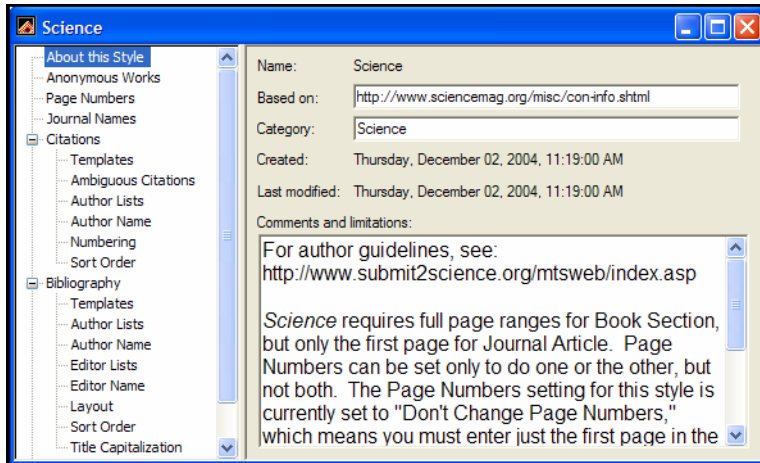 Science
About this Style
Anonymous Works
Page Numbers
Journal Names
Citations
Templates
Ambiguous Citations
Author Lists
Author Name
Numbering
Sort Order
Bibliography
Templates
Author Lists
Author Name
Editor Lists
Editor Name
Layout
Sort Order
Title Capitalization
Name: Science
Based on: http://www.sciencemag.org/misc/con-info.shtml
Category: Science
Created: Thursday, December 02, 2004, 11:19:00 AM
Last modified: Thursday, December 02, 2004, 11:19:00 AM
Comments and limitations:
For author guidelines, see:
http://www.submit2science.org/mtsweb/index.asp
Science requires full page ranges for Book Section,
but only the first page for Journal Article. Page
Numbers can be set only to do one or the other, but
not both. The Page Numbers setting for this style is
currently set to "Don't Change Page Numbers,"
which means you must enter just the first page in the